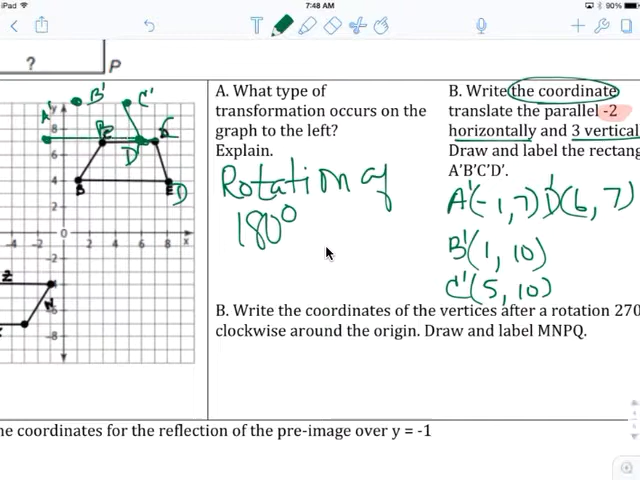 iPad
7:48 AM
90%
T
?
P
A. What type of
transformation occurs on the
graph to the left?
Explain.
Rotation of
180°
B. Write the coordinate
translate the parallel -2
horizontally and 3 vertical
Draw and label the rectang
A'B'C'D'.
A'(-1,7) D'(6,7)
B'(1, 10)
C'(5, 10)
A'
B'
C'
y
8
6
4
2
D'
B
D
-4 -2 0 2 4 6 8 x
-4
-6
-8
Z
N
B. Write the coordinates of the vertices after a rotation 270
clockwise around the origin. Draw and label MNPQ.
he coordinates for the reflection of the pre-image over y = -1